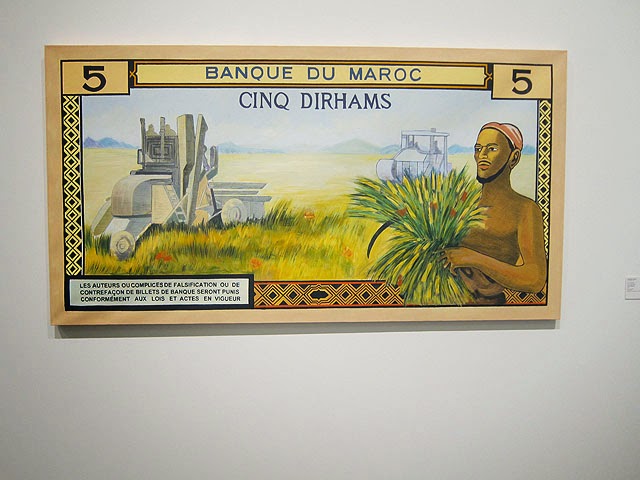 5
BANQUE DU MAROC
5
CINQ DIRHAMS
LES AUTEURS OU COMPLICES DE FALSIFICATION OU DE
CONTREFAÇON DE BILLETS DE BANQUE SERONT PUNIS
CONFORMÉMENT AUX LOIS ET ACTES EN VIGUEUR